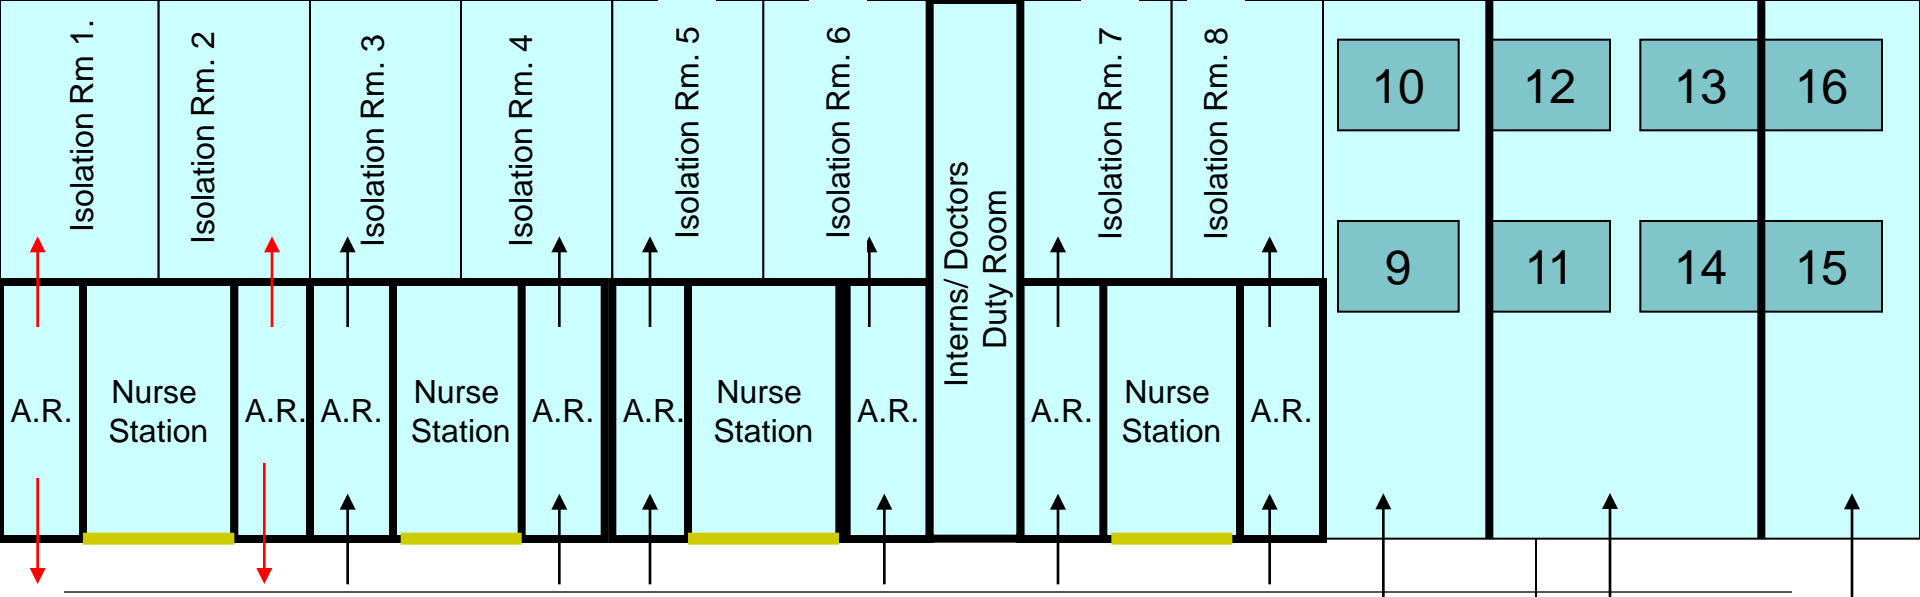 Isolation Rm 1.
Isolation Rm. 2
Isolation Rm. 3
Isolation Rm. 4
Isolation Rm. 5
Isolation Rm. 6
Interns/ Doctors
Duty Room
Isolation Rm. 7
Isolation Rm. 8
10
12
13
16
9
11
14
15
A.R.
Nurse
Station
A.R.
A.R.
Nurse
Station
A.R.
A.R.
Nurse
Station
A.R.
A.R.
Nurse
Station
A.R.